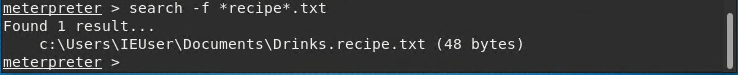 meterpreter > search -f *recipe*.txt
Found 1 result...
    c:\Users\IEUser\Documents\Drinks.recipe.txt (48 bytes)
meterpreter >